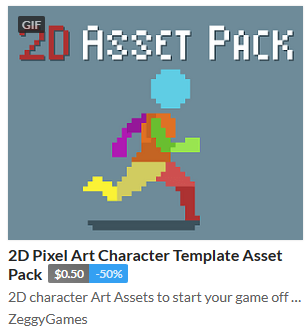 GIF
2D ASSET PACK
2D Pixel Art Character Template Asset
Pack $0.50 -50%
2D character Art Assets to start your game off ...
ZeggyGames